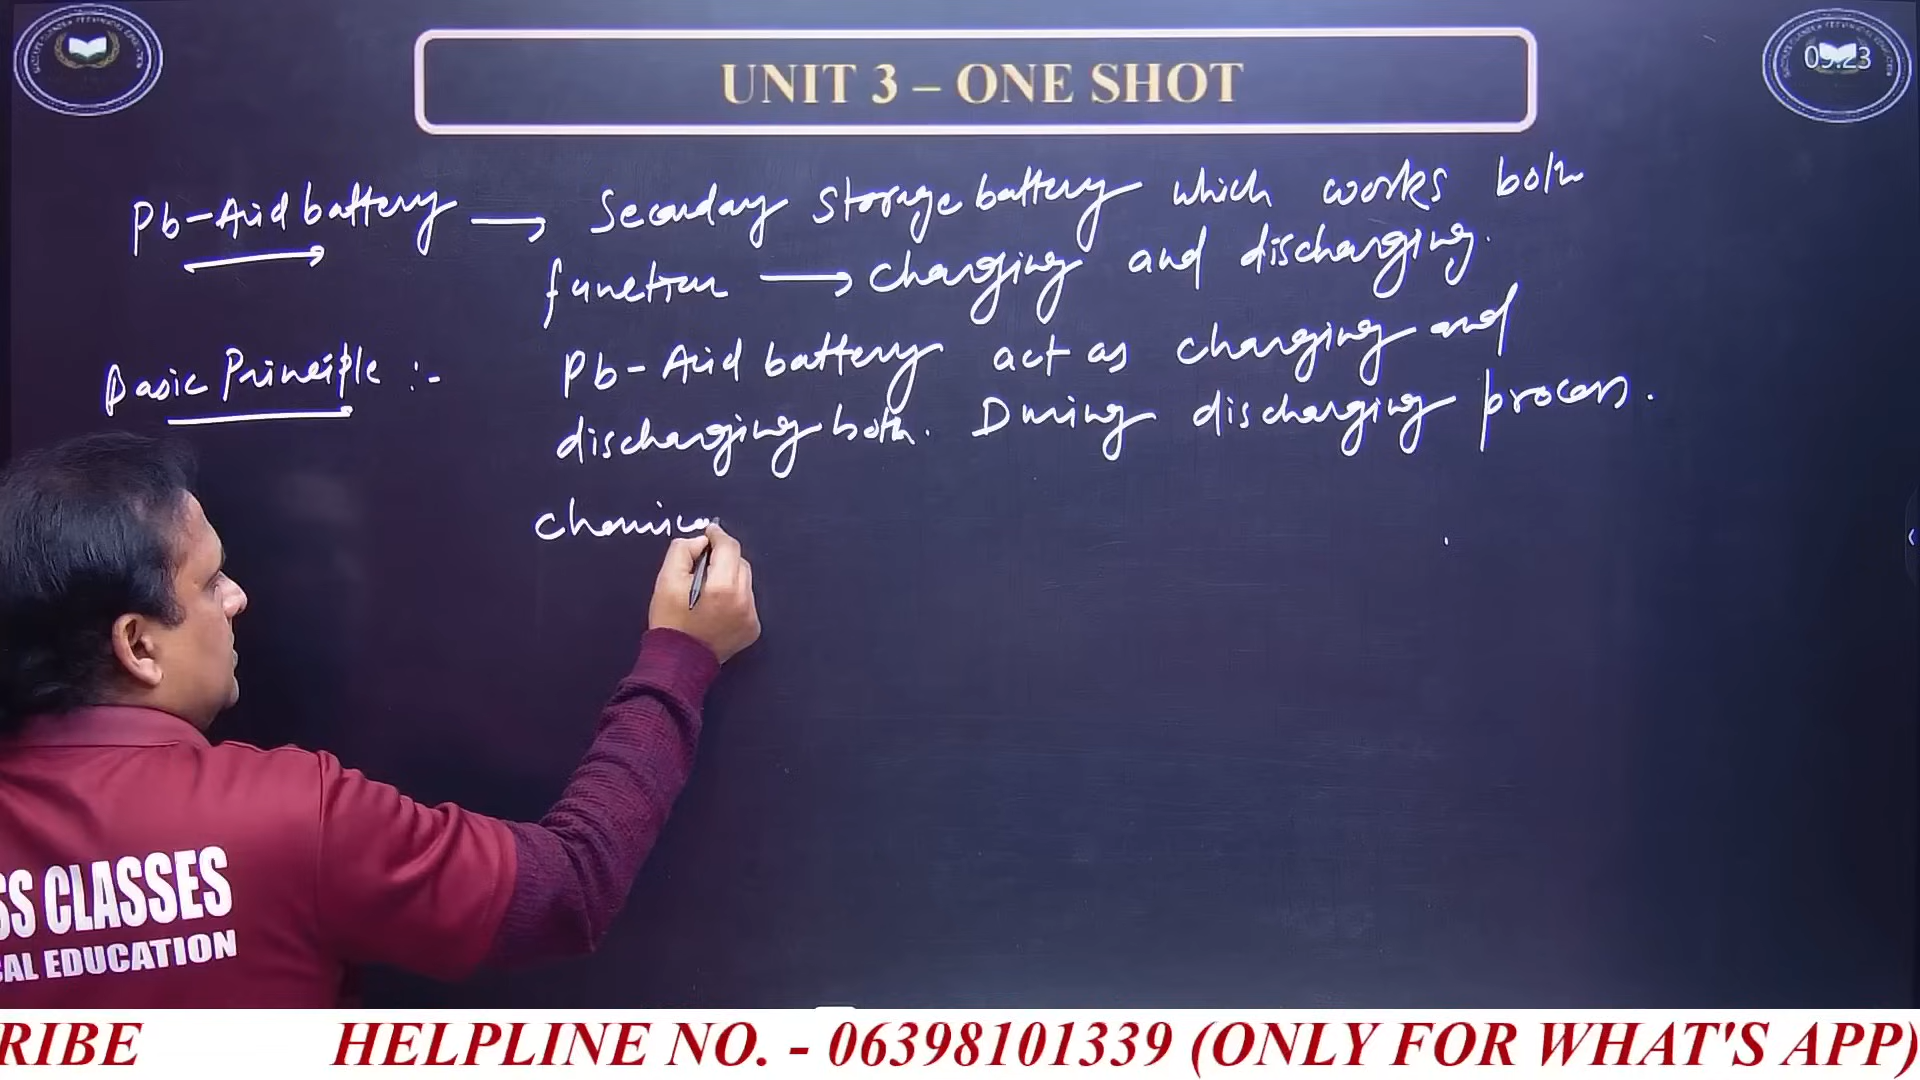 UNIT 3 – ONE SHOT
09:23
Pb-Acid battery → Secondary storage battery which works both
function → charging and discharging.
Basic Principle :- Pb-Acid battery act as charging and
discharging both. During discharging process.
chemica
SS CLASSES
CAL EDUCATION
RIBE HELPLINE NO. - 06398101339 (ONLY FOR WHAT'S APP)